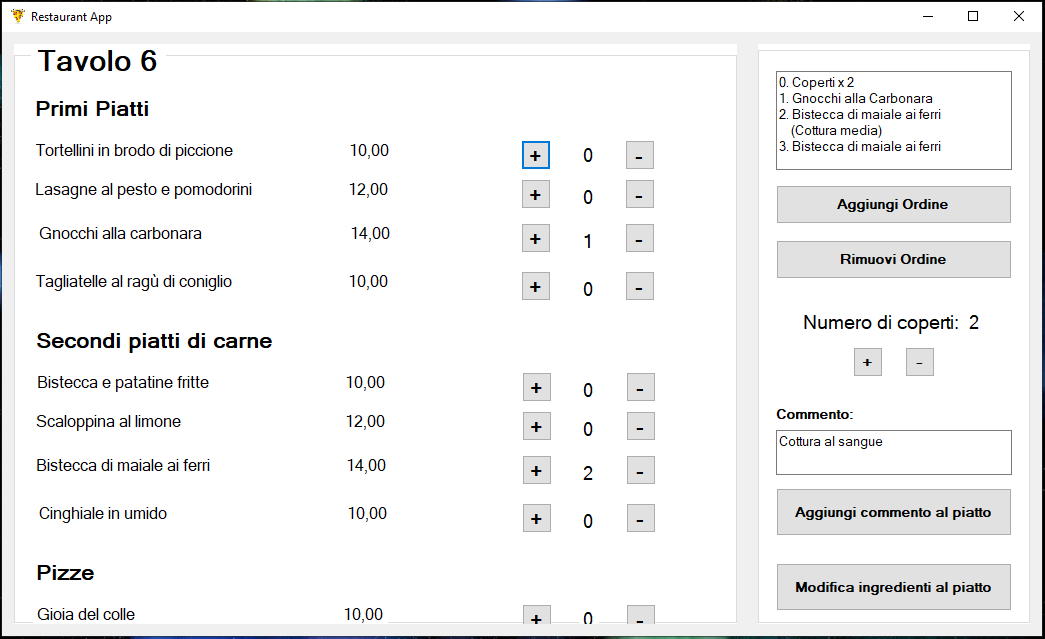 Restaurant App
Tavolo 6
Primi Piatti
Tortellini in brodo di piccione 10,00 + 0 -
Lasagne al pesto e pomodorini 12,00 + 0 -
Gnocchi alla carbonara 14,00 + 1 -
Tagliatelle al ragù di coniglio 10,00 + 0 -
Secondi piatti di carne
Bistecca e patatine fritte 10,00 + 0 -
Scaloppina al limone 12,00 + 0 -
Bistecca di maiale ai ferri 14,00 + 2 -
Cinghiale in umido 10,00 + 0 -
Pizze
Gioia del colle 10,00 + 0 -
0. Coperti x 2
1. Gnocchi alla Carbonara
2. Bistecca di maiale ai ferri
(Cottura media)
3. Bistecca di maiale ai ferri
Aggiungi Ordine
Rimuovi Ordine
Numero di coperti: 2
+ -
Commento:
Cottura al sangue
Aggiungi commento al piatto
Modifica ingredienti al piatto